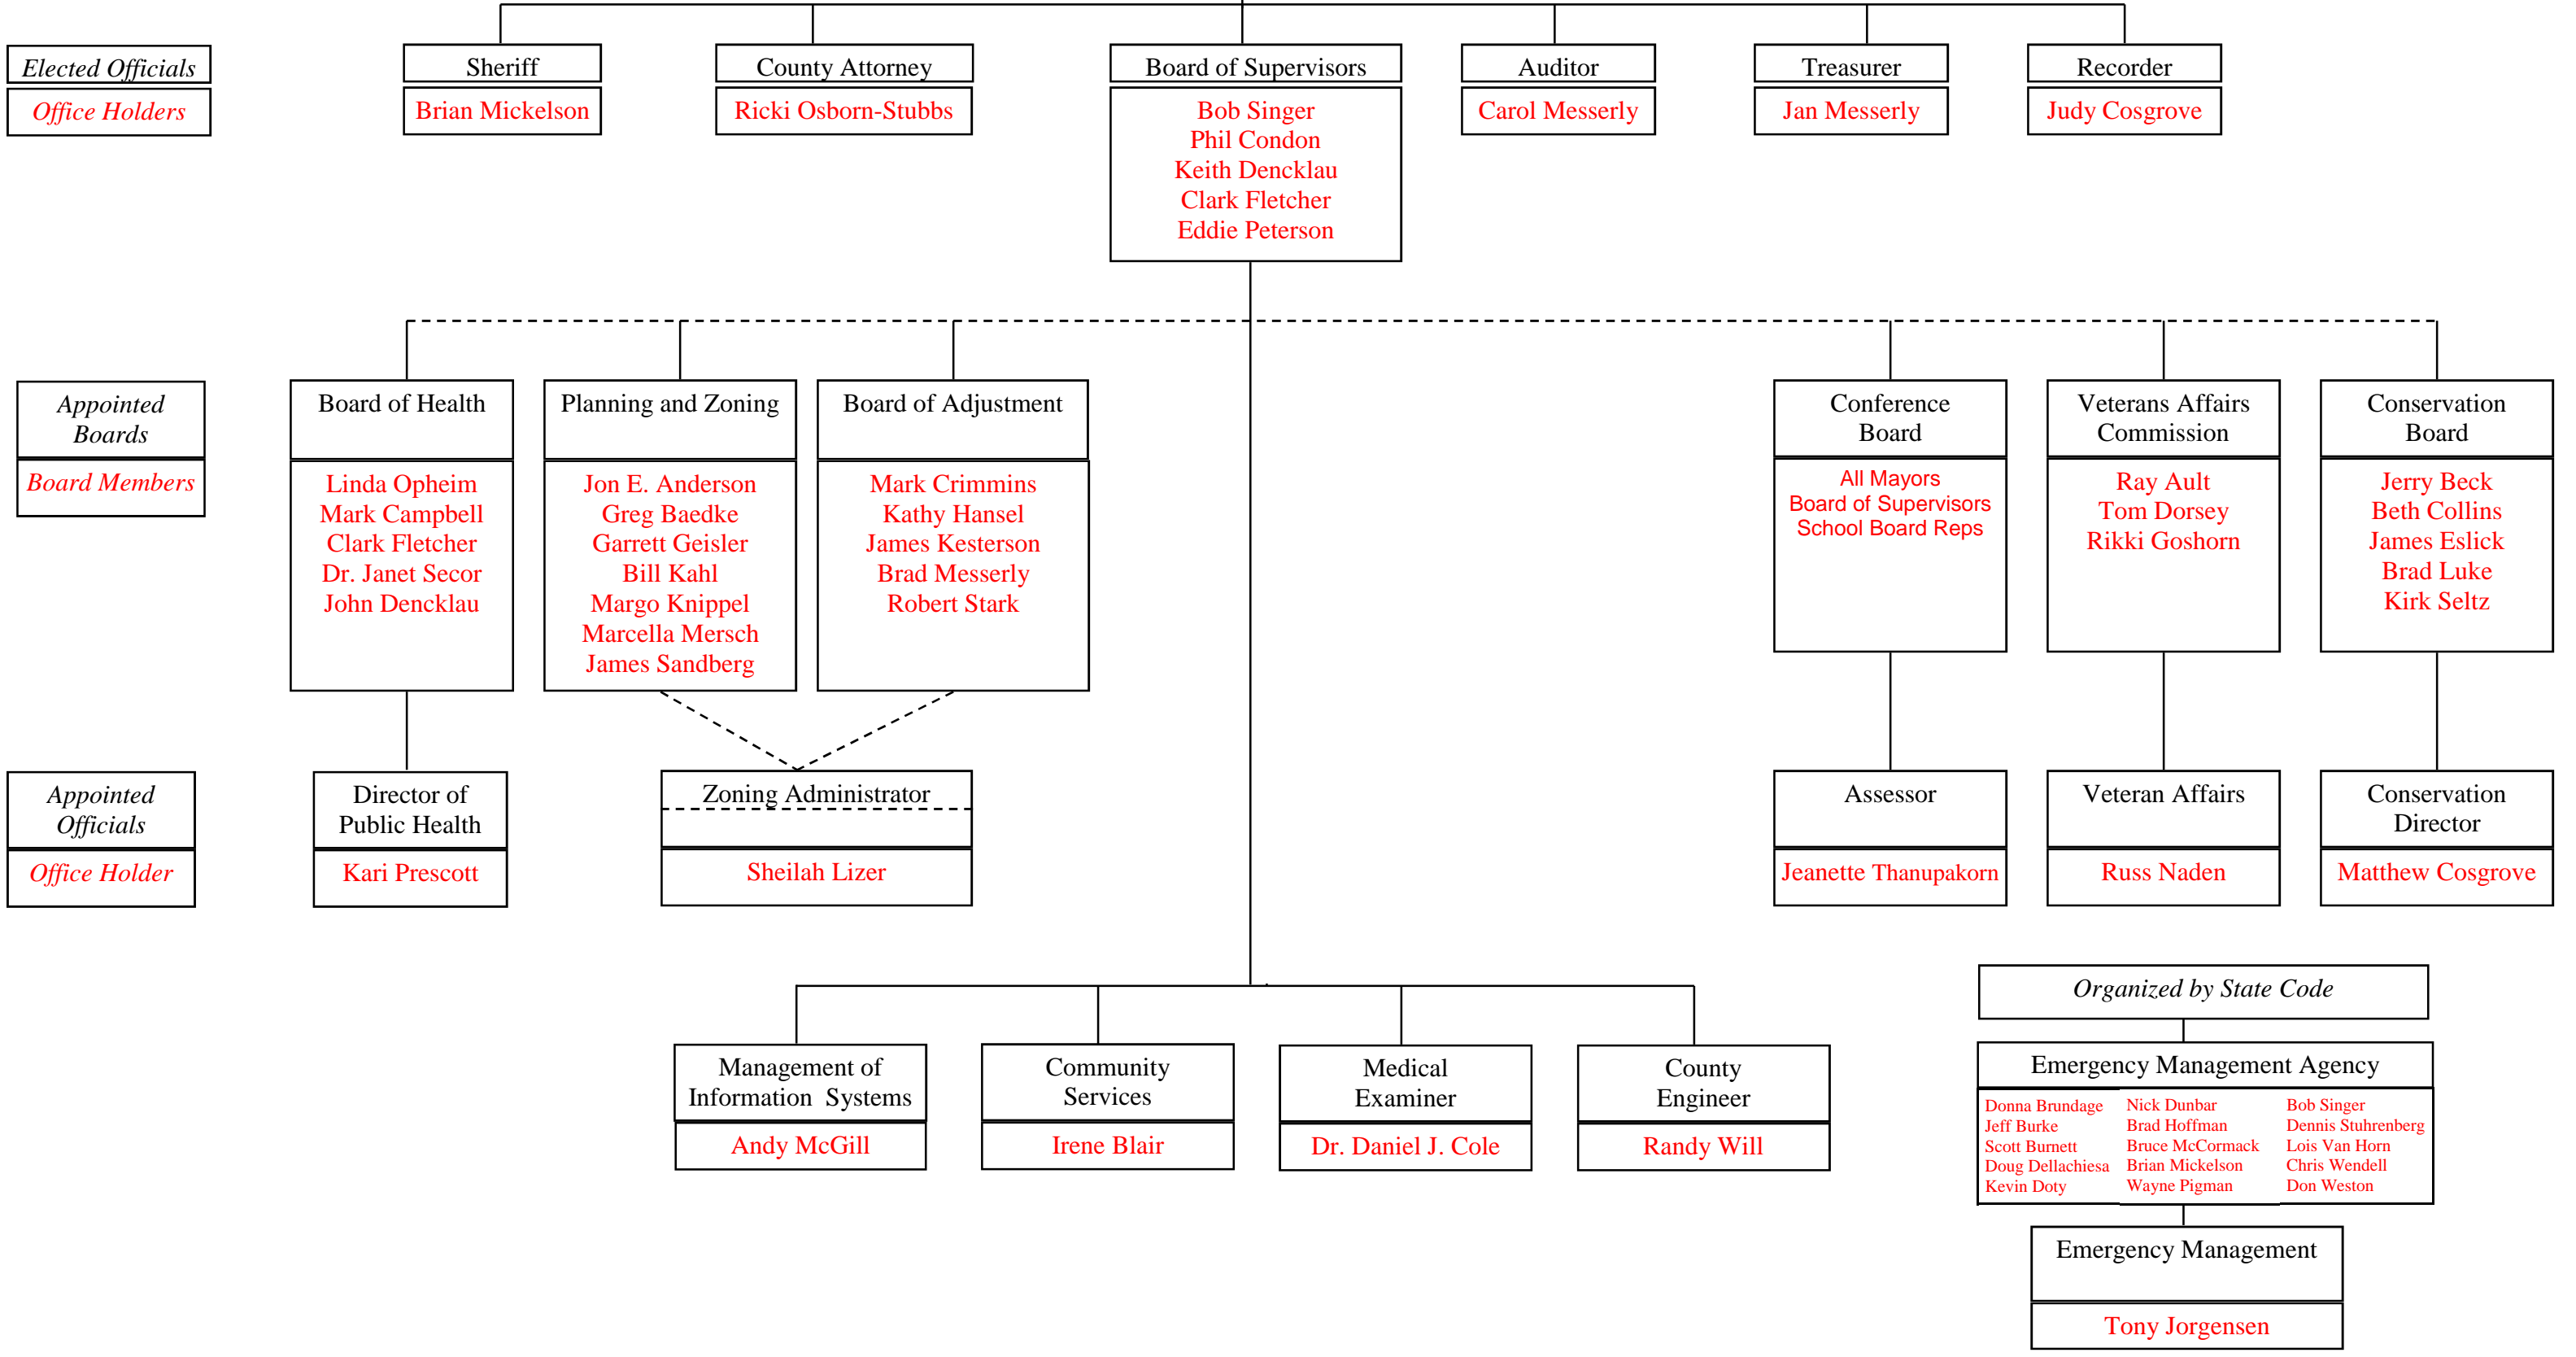 Elected Officials
Office Holders
Sheriff
Brian Mickelson
County Attorney
Ricki Osborn-Stubbs
Board of Supervisors
Bob Singer
Phil Condon
Keith Dencklau
Clark Fletcher
Eddie Peterson
Auditor
Carol Messerly
Treasurer
Jan Messerly
Recorder
Judy Cosgrove
Appointed
Boards
Board Members
Board of Health
Linda Opheim
Mark Campbell
Clark Fletcher
Dr. Janet Secor
John Dencklau
Planning and Zoning
Jon E. Anderson
Greg Baedke
Garrett Geisler
Bill Kahl
Margo Knippel
Marcella Mersch
James Sandberg
Board of Adjustment
Mark Crimmins
Kathy Hansel
James Kesterson
Brad Messerly
Robert Stark
Conference
Board
All Mayors
Board of Supervisors
School Board Reps
Veterans Affairs
Commission
Ray Ault
Tom Dorsey
Rikki Goshorn
Conservation
Board
Jerry Beck
Beth Collins
James Eslick
Brad Luke
Kirk Seltz
Appointed
Officials
Office Holder
Director of
Public Health
Kari Prescott
Zoning Administrator
Sheilah Lizer
Assessor
Jeanette Thanupakorn
Veteran Affairs
Russ Naden
Conservation
Director
Matthew Cosgrove
Management of
Information Systems
Andy McGill
Community
Services
Irene Blair
Medical
Examiner
Dr. Daniel J. Cole
County
Engineer
Randy Will
Organized by State Code
Emergency Management Agency
Donna Brundage
Jeff Burke
Scott Burnett
Doug Dellachiesa
Kevin Doty
Nick Dunbar
Brad Hoffman
Bruce McCormack
Brian Mickelson
Wayne Pigman
Bob Singer
Dennis Stuhrenberg
Lois Van Horn
Chris Wendell
Don Weston
Emergency Management
Tony Jorgensen